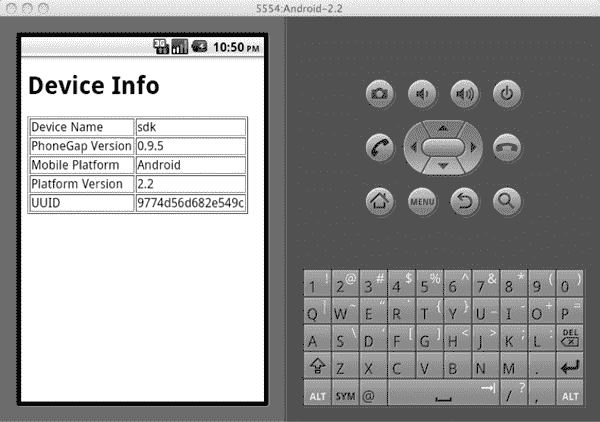 5554:Android-2.2
10:50 PM
Device Info
Device Name sdk
PhoneGap Version 0.9.5
Mobile Platform Android
Platform Version 2.2
UUID 9774d56d682e549c
MENU
1 ! 2 @ 3 # 4 $ 5 % 6 ^ 7 & 8 * 9 ( 0 )
Q | W ~ E “ R ` T { Y } U _ I - O + P =
A S \ D ‘ F [ G ] H < J > K ; L : DEL
Z X C V B N M .
ALT SYM @ / ? , ALT